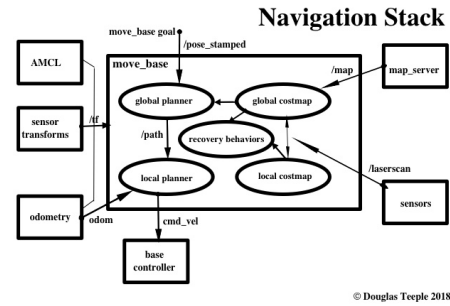 Navigation Stack
move_base goal
/pose_stamped
AMCL
move_base
/map
map_server
global planner
global costmap
sensor
transforms
/tf
/path
recovery behaviors
local planner
local costmap
/laserscan
sensors
odometry
odom
cmd_vel
base
controller
© Douglas Teeple 2018